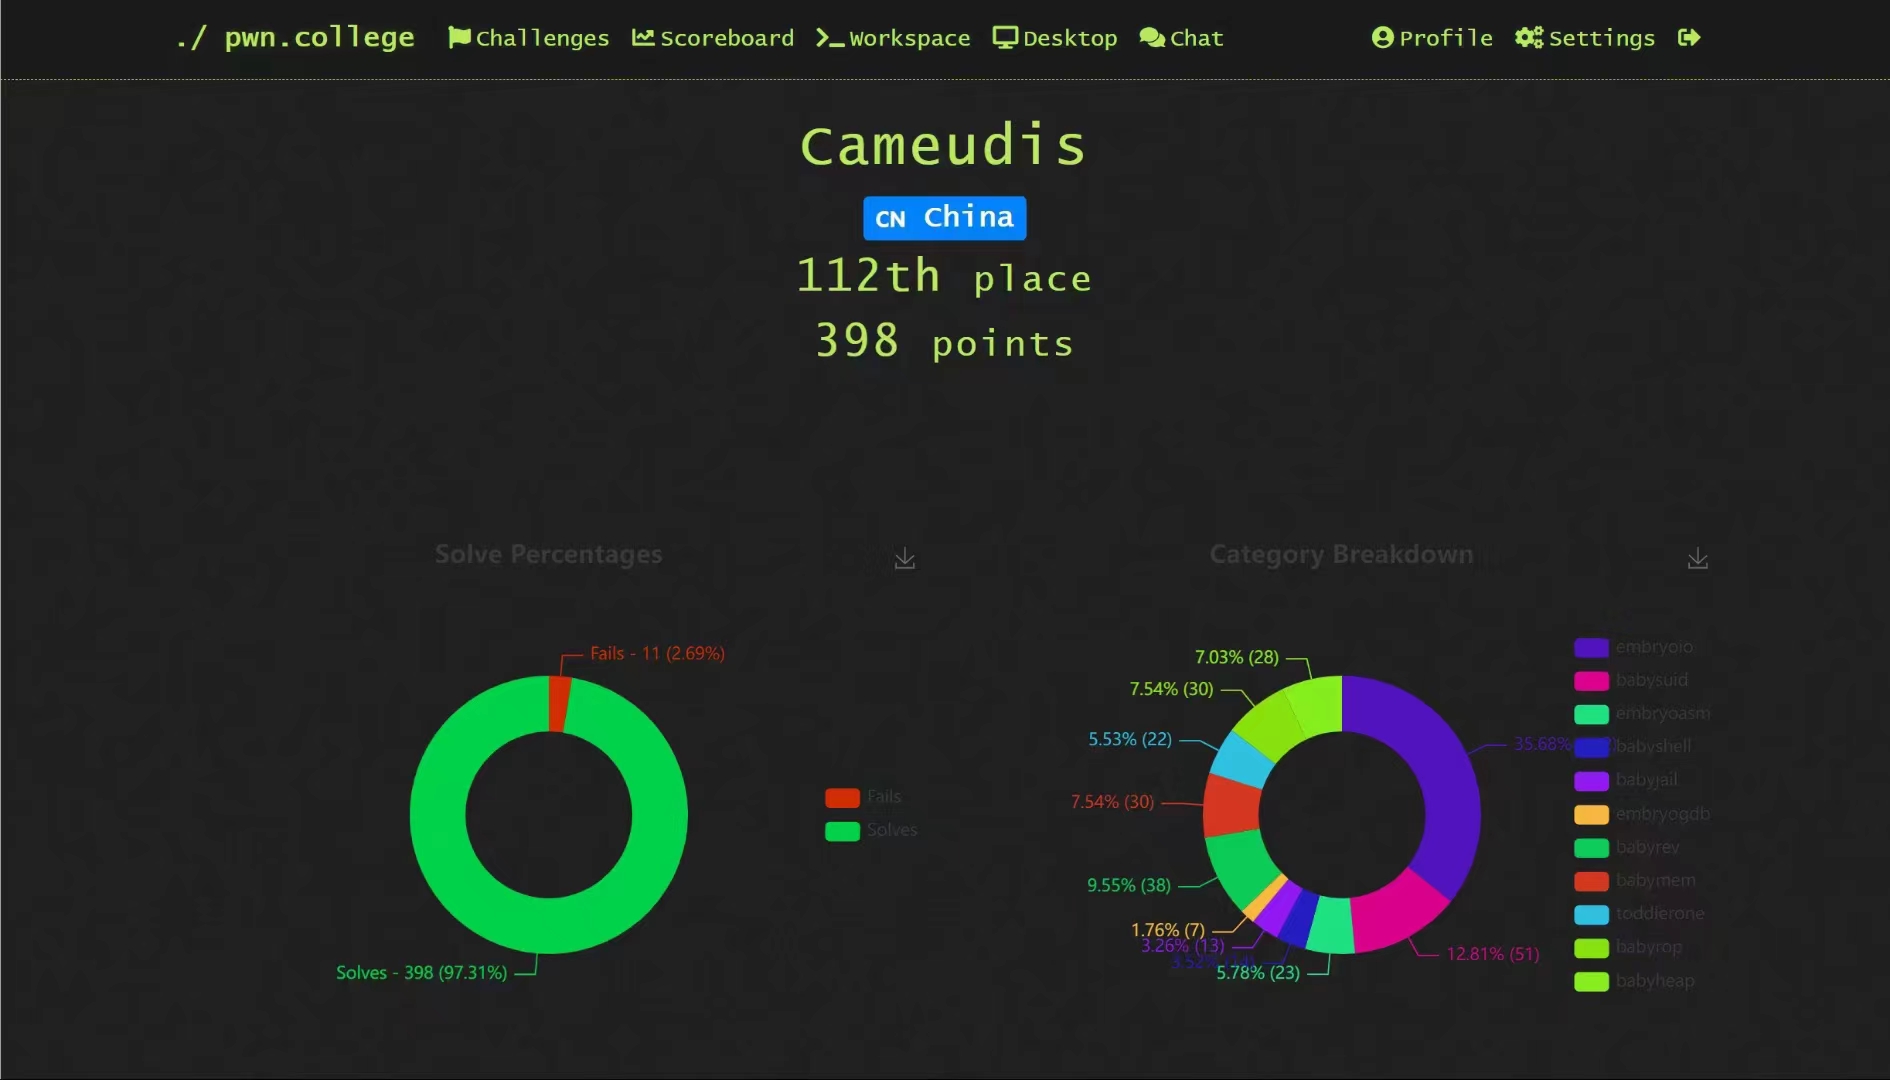 ./ pwn.college Challenges Scoreboard Workspace Desktop Chat Profile Settings
Cameudis
CN China
112th place
398 points
Solve Percentages
Fails - 11 (2.69%)
Solves - 398 (97.31%)
Fails
Solves
Category Breakdown
7.03% (28)
7.54% (30)
5.53% (22)
7.54% (30)
9.55% (38)
1.76% (7)
3.26% (13)
3.52%
5.78% (23)
12.81% (51)
35.68%
embryoio
babysuid
embryoasm
babyshell
babyjail
embryogdb
babyrev
babymem
toddlerone
babyrop
babyheap